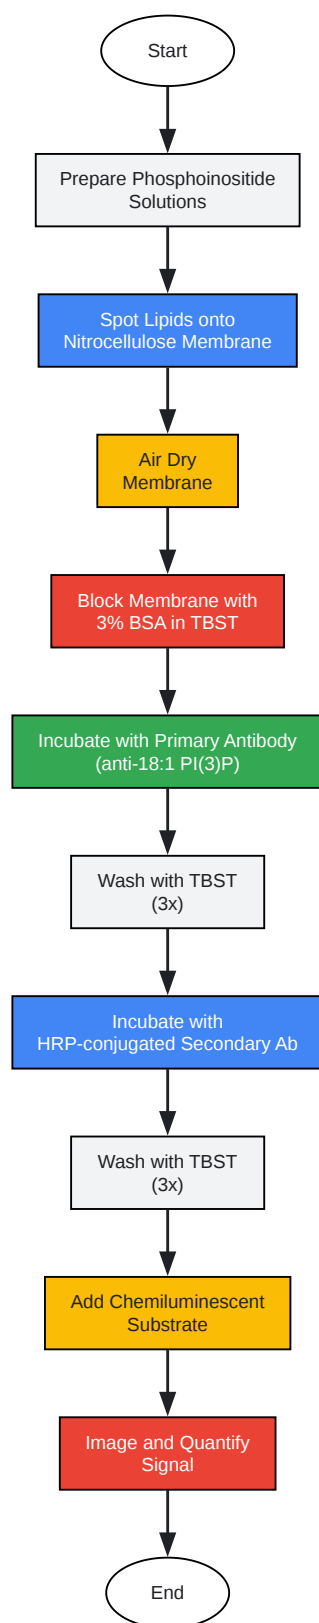 Start
Prepare Phosphoinositide
Solutions
Spot Lipids onto
Nitrocellulose Membrane
Air Dry
Membrane
Block Membrane with
3% BSA in TBST
Incubate with Primary Antibody
(anti-18:1 PI(3)P)
Wash with TBST
(3x)
Incubate with
HRP-conjugated Secondary Ab
Wash with TBST
(3x)
Add Chemiluminescent
Substrate
Image and Quantify
Signal
End